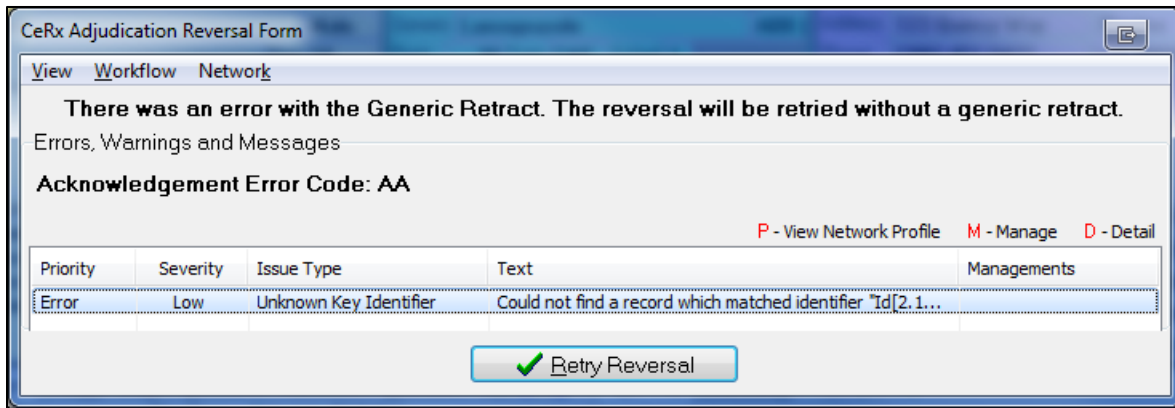 CeRx Adjudication Reversal Form
View Workflow Network
There was an error with the Generic Retract. The reversal will be retried without a generic retract.
Errors, Warnings and Messages
Acknowledgement Error Code: AA
P - View Network Profile M - Manage D - Detail
Priority Severity Issue Type Text Managements
Error Low Unknown Key Identifier Could not find a record which matched identifier "Id[2.1...
Retry Reversal